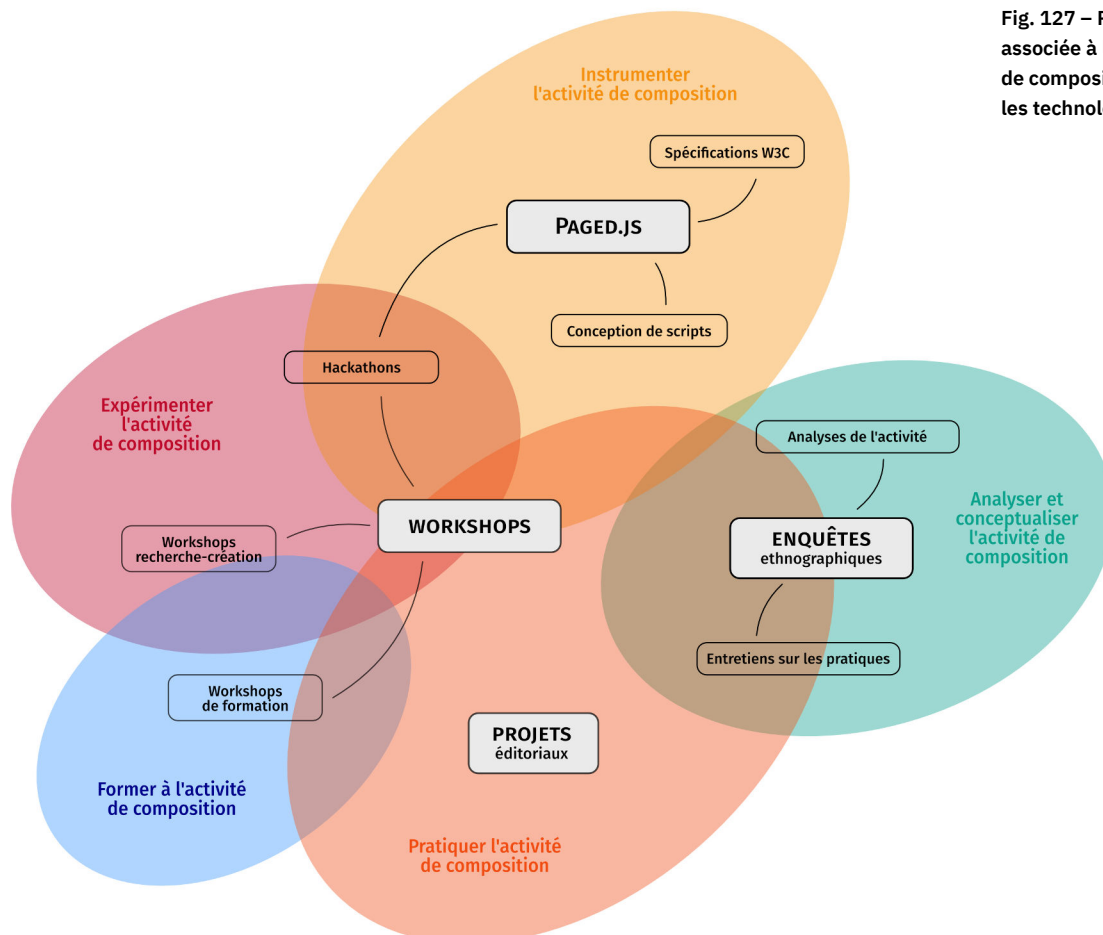 Fig. 127 –
associée à
de composi
les technolo
Instrumenter
l'activité de composition
Spécifications W3C
PAGED.JS
Conception de scripts
Hackathons
Expérimenter
l'activité
de composition
Analyses de l'activité
Analyser et
conceptualiser
l'activité de
composition
WORKSHOPS
ENQUÊTES
ethnographiques
Workshops
recherche-création
Entretiens sur les pratiques
Workshops
de formation
PROJETS
éditoriaux
Former à l'activité
de composition
Pratiquer l'activité
de composition